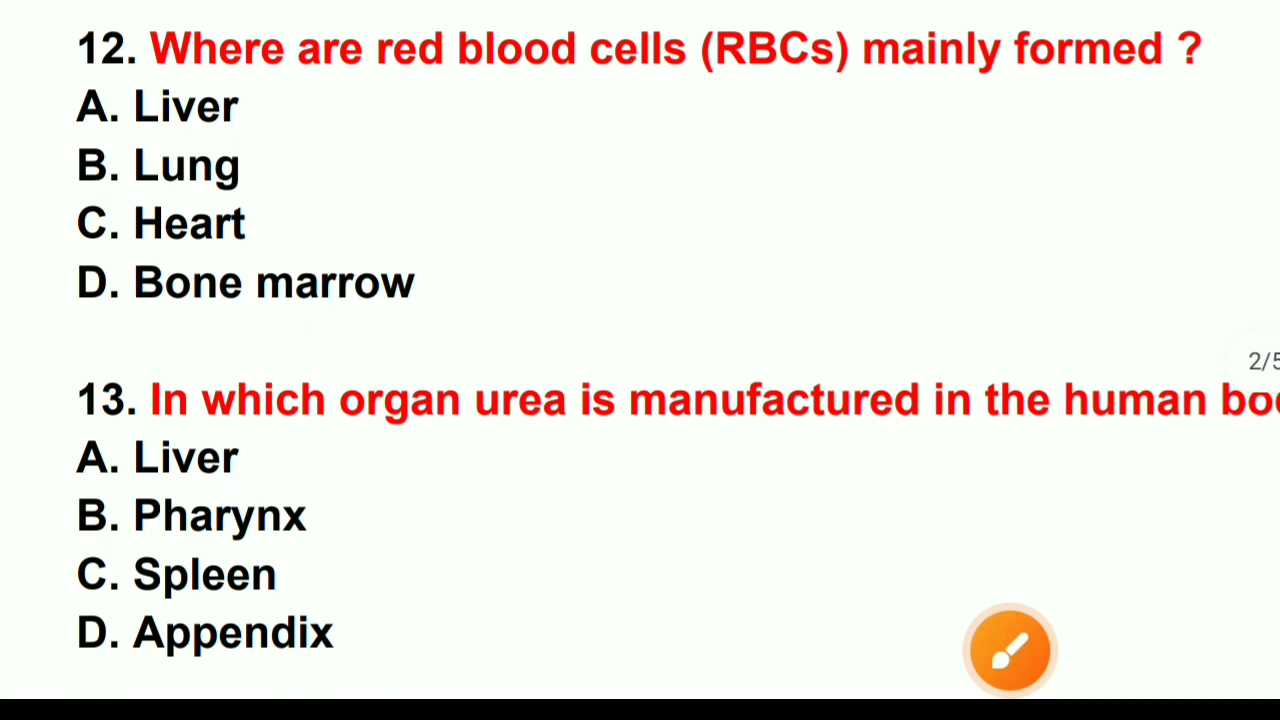 12. Where are red blood cells (RBCs) mainly formed ?
A. Liver
B. Lung
C. Heart
D. Bone marrow
2/5
13. In which organ urea is manufactured in the human
A. Liver
B. Pharynx
C. Spleen
D. Appendix